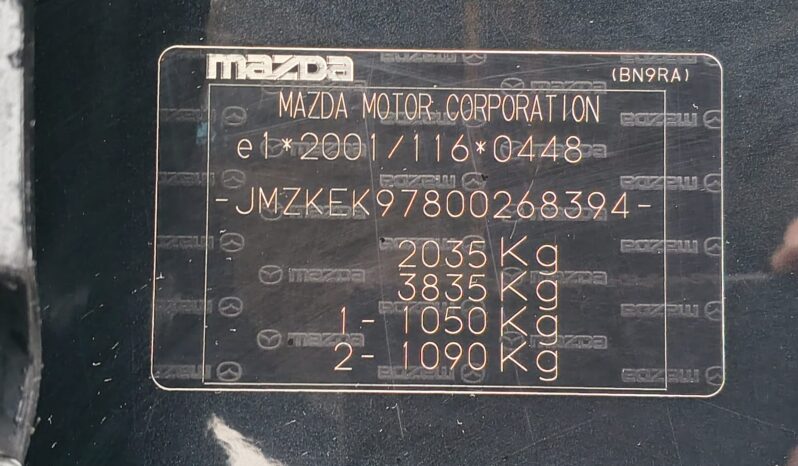 mazda
(BN9RA)
MAZDA MOTOR CORPORATION
e1*2001/116*0448
-JMZKEK97800268394-
2035 Kg
3835 Kg
1- 1050 Kg
2- 1090 Kg